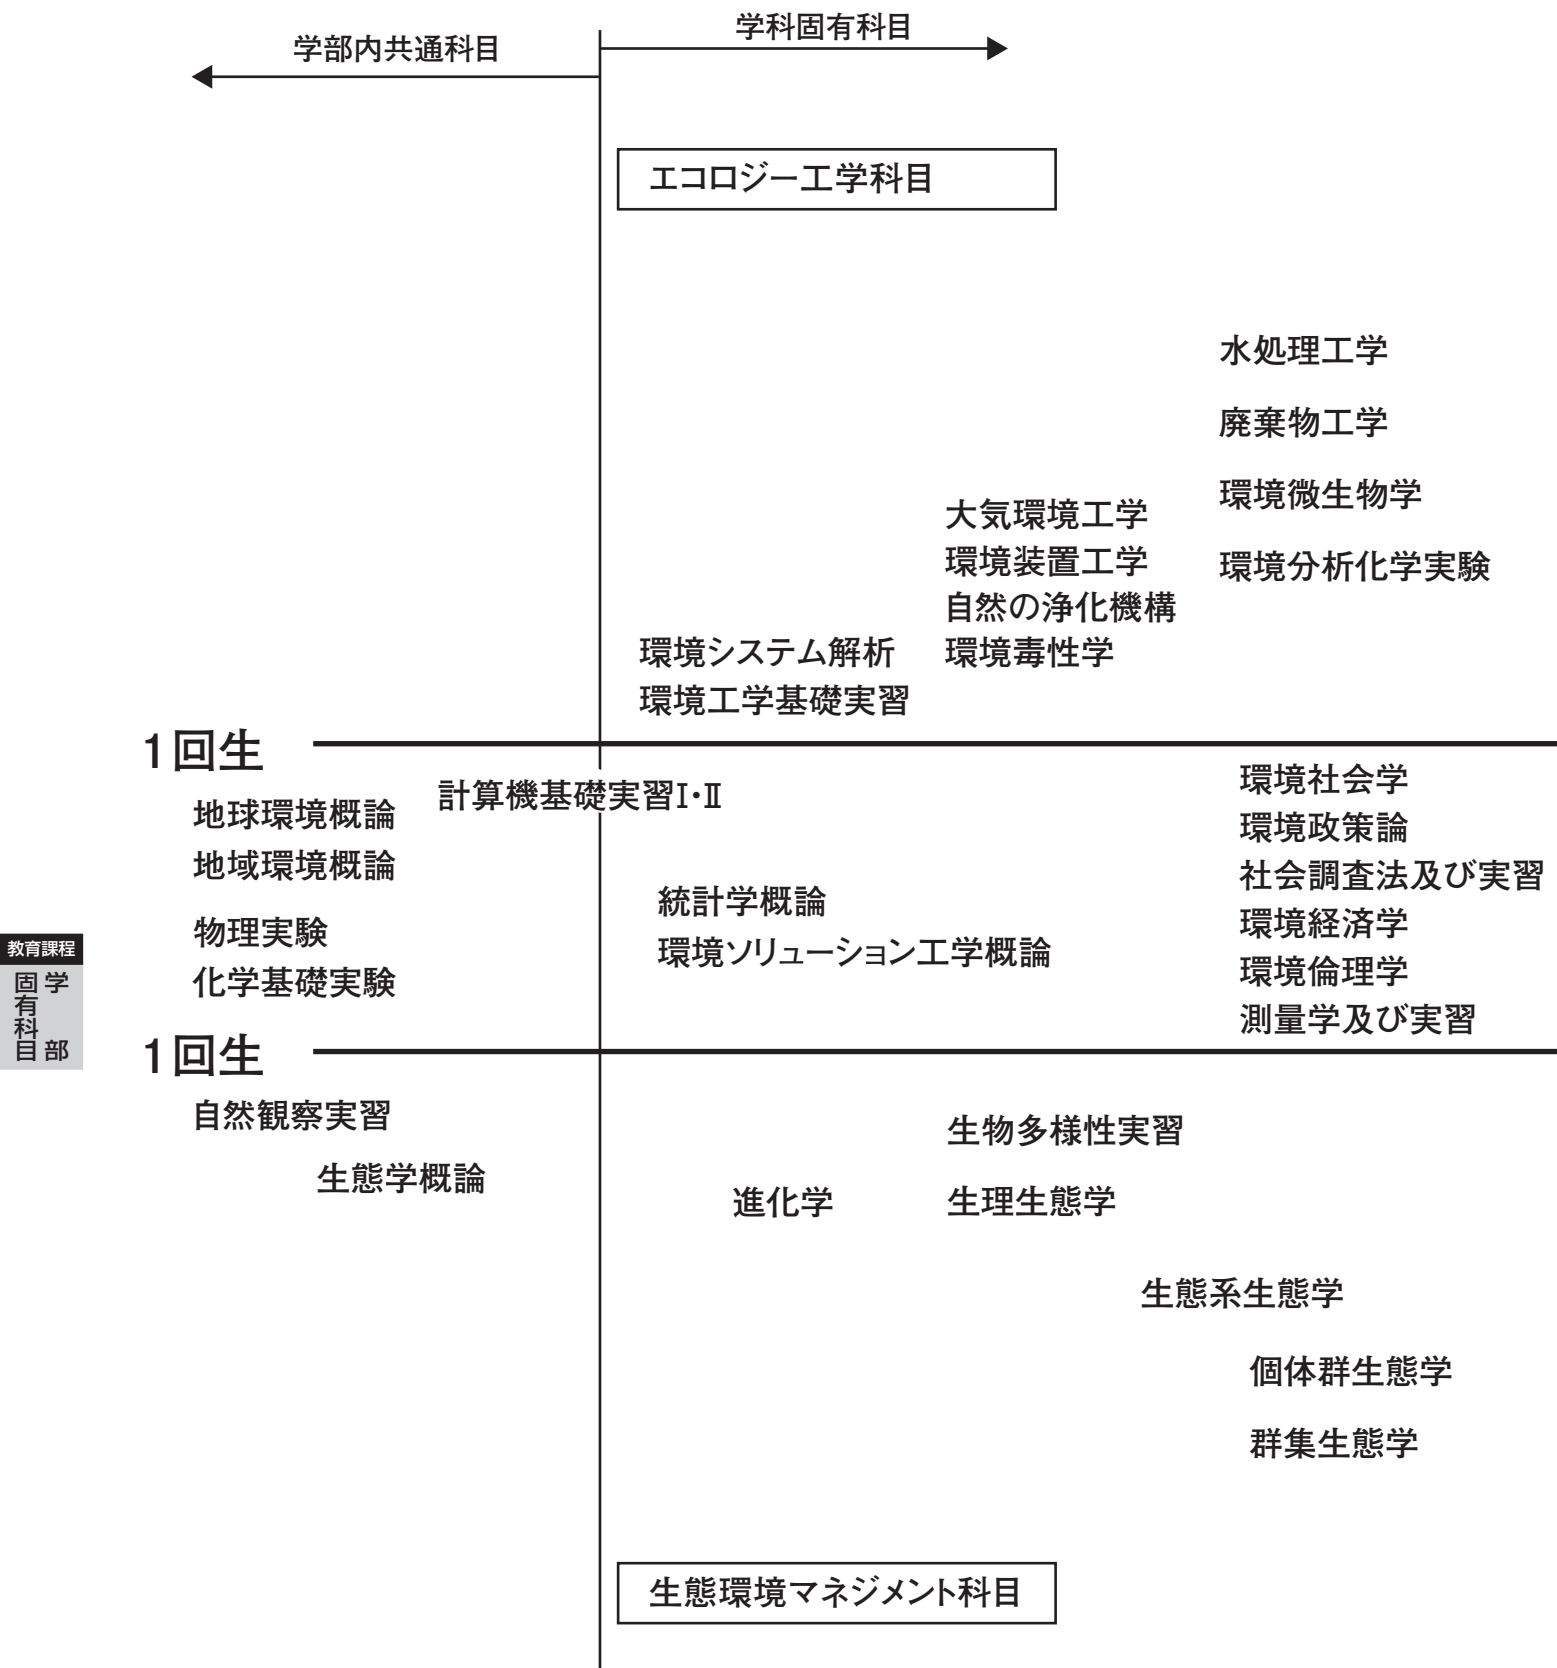 学部内共通科目
学科固有科目
エコロジー工学科目
水処理工学
廃棄物工学
環境微生物学
環境分析化学実験
大気環境工学
環境装置工学
自然の浄化機構
環境毒性学
環境システム解析
環境工学基礎実習
1回生
計算機基礎実習I・II
地球環境概論
地域環境概論
物理実験
化学基礎実験
統計学概論
環境ソリューション工学概論
環境社会学
環境政策論
社会調査法及び実習
環境経済学
環境倫理学
測量学及び実習
教育課程
学部
固有科目
1回生
自然観察実習
生態学概論
進化学
生物多様性実習
生理生態学
生態系生態学
個体群生態学
群集生態学
生態環境マネジメント科目